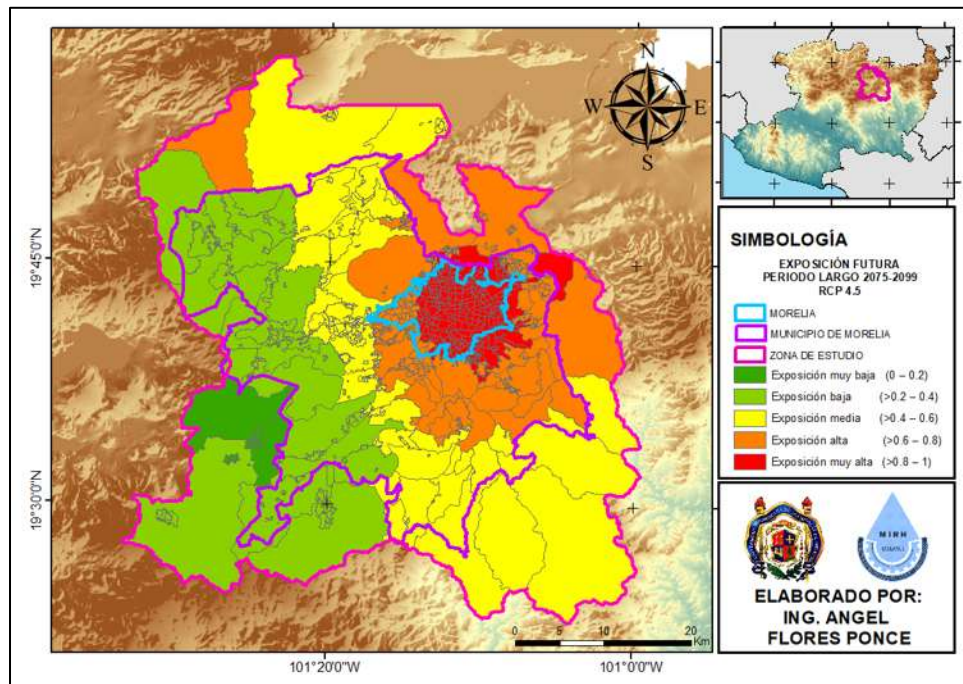 N
W
E
S
19°45'0"N
19°30'0"N
101°20'0"W
101°0'0"W
0
5
10
20
Km
SIMBOLOGÍA
EXPOSICIÓN FUTURA
PERIODO LARGO 2075-2099
RCP 4.5
MORELIA
MUNICIPIO DE MORELIA
ZONA DE ESTUDIO
Exposición muy baja (0 – 0.2)
Exposición baja (>0.2 – 0.4)
Exposición media (>0.4 – 0.6)
Exposición alta (>0.6 – 0.8)
Exposición muy alta (>0.8 – 1)
MIRH
ELABORADO POR:
ING. ANGEL
FLORES PONCE